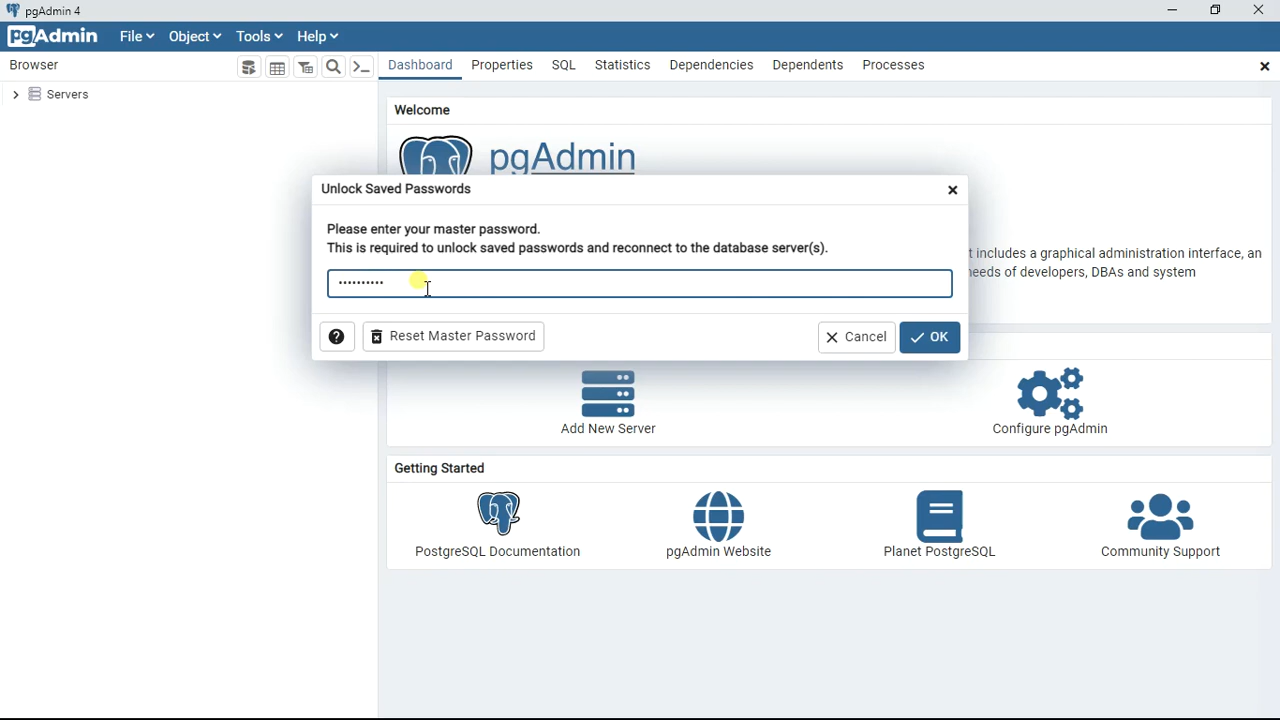 pgAdmin 4
pgAdmin File Object Tools Help
Browser
Dashboard Properties SQL Statistics Dependencies Dependents Processes
Servers
Welcome
pgAdmin
Unlock Saved Passwords
Please enter your master password.
This is required to unlock saved passwords and reconnect to the database server(s).
••••••••••
Reset Master Password
Cancel
OK
t includes a graphical administration interface, an
eeds of developers, DBAs and system
Add New Server
Configure pgAdmin
Getting Started
PostgreSQL Documentation
pgAdmin Website
Planet PostgreSQL
Community Support